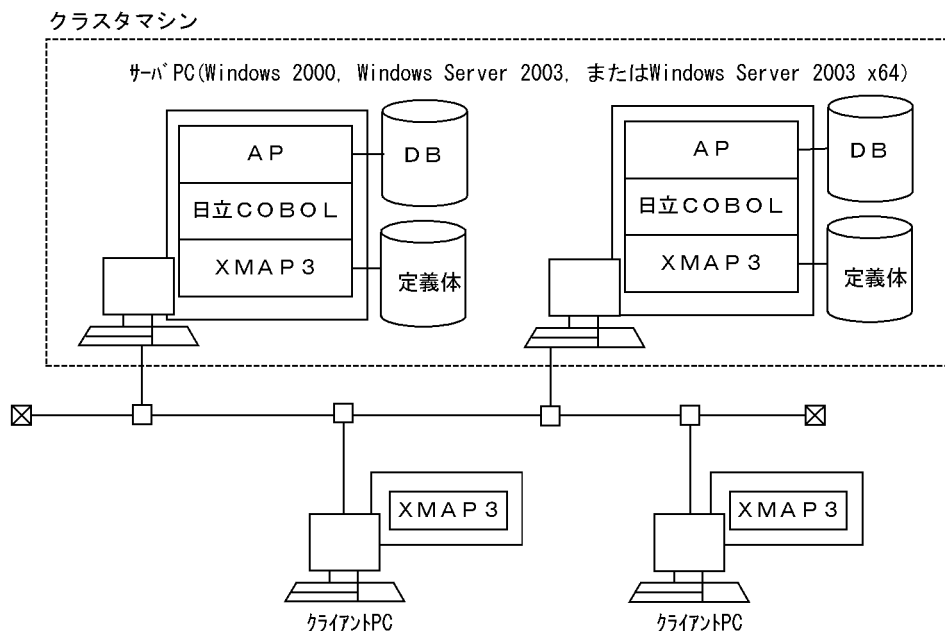 クラスタマシン
ｻｰﾊﾞPC(Windows 2000, Windows Server 2003, またはWindows Server 2003 x64)
ＡＰ
ＤＢ
日立ＣＯＢＯＬ
ＸＭＡＰ３
定義体
ＡＰ
ＤＢ
日立ＣＯＢＯＬ
ＸＭＡＰ３
定義体
ＸＭＡＰ３
ｸﾗｲｱﾝﾄPC
ＸＭＡＰ３
ｸﾗｲｱﾝﾄPC